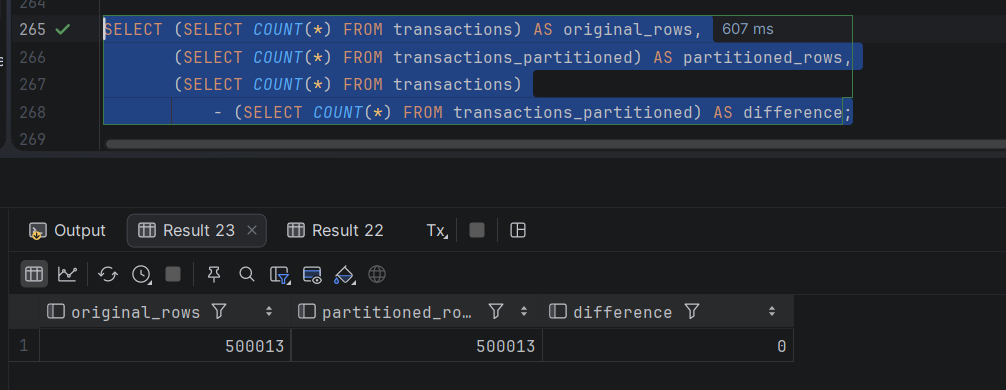 264
265 SELECT (SELECT COUNT(*) FROM transactions) AS original_rows, 607 ms
266 (SELECT COUNT(*) FROM transactions_partitioned) AS partitioned_rows,
267 (SELECT COUNT(*) FROM transactions)
268 - (SELECT COUNT(*) FROM transactions_partitioned) AS difference;
269
Output Result 23 Result 22 Tx
original_rows partitioned_ro... difference
1 500013 500013 0